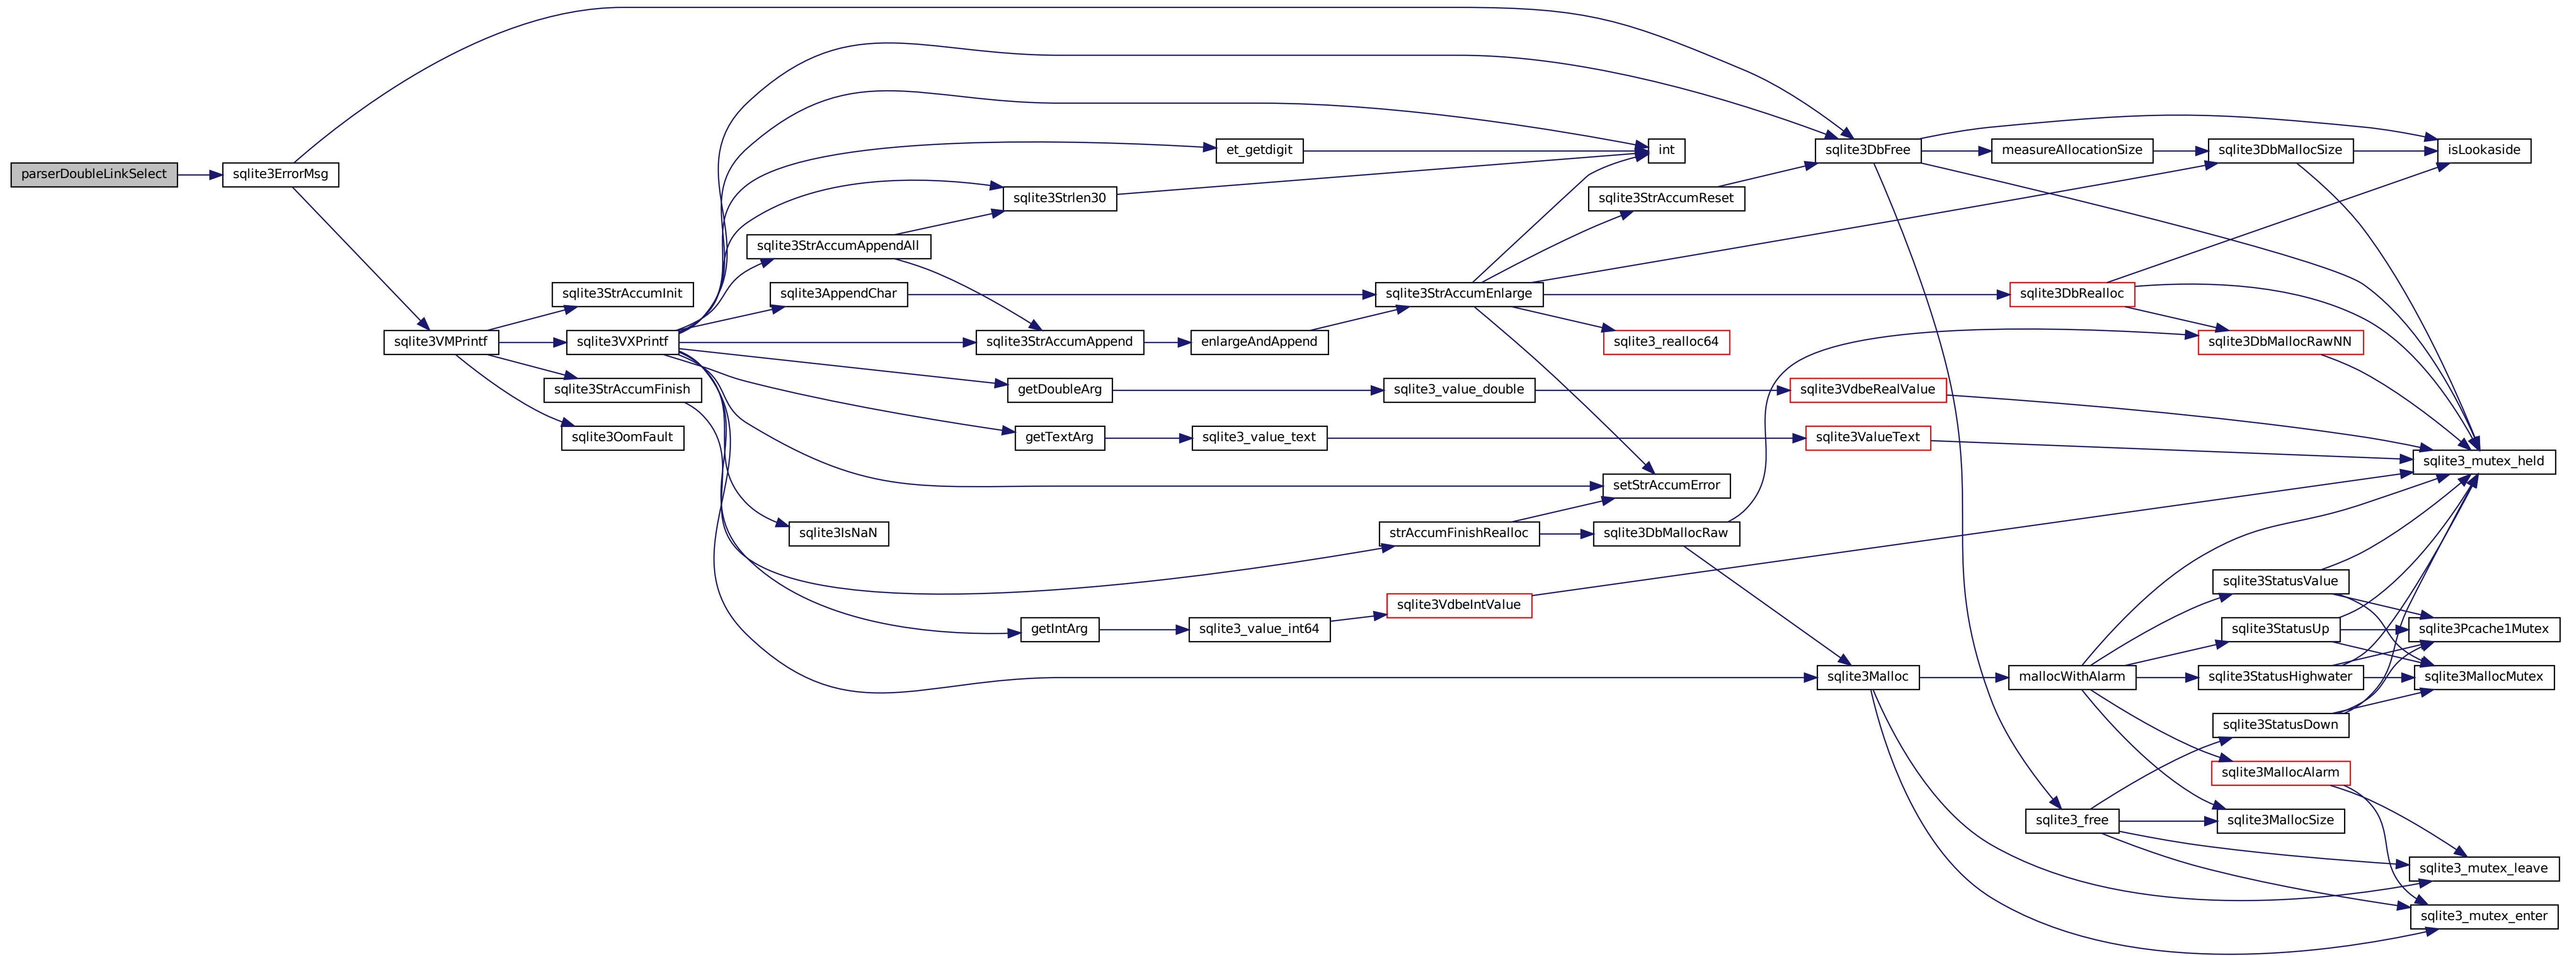 parserDoubleLinkSelect
sqlite3ErrorMsg
sqlite3VMPrintf
sqlite3StrAccumInit
sqlite3VXPrintf
sqlite3StrAccumFinish
sqlite3OomFault
sqlite3StrAccumAppendAll
sqlite3AppendChar
sqlite3IsNaN
sqlite3Strlen30
sqlite3StrAccumAppend
getDoubleArg
getTextArg
getIntArg
et_getdigit
enlargeAndAppend
sqlite3_value_text
sqlite3_value_int64
sqlite3StrAccumEnlarge
sqlite3_value_double
strAccumFinishRealloc
sqlite3VdbeIntValue
int
sqlite3StrAccumReset
sqlite3_realloc64
setStrAccumError
sqlite3DbMallocRaw
sqlite3DbFree
sqlite3VdbeRealValue
sqlite3ValueText
sqlite3Malloc
measureAllocationSize
sqlite3DbRealloc
mallocWithAlarm
sqlite3_free
sqlite3DbMallocSize
sqlite3DbMallocRawNN
sqlite3StatusValue
sqlite3StatusUp
sqlite3StatusHighwater
sqlite3StatusDown
sqlite3MallocAlarm
sqlite3MallocSize
isLookaside
sqlite3_mutex_held
sqlite3Pcache1Mutex
sqlite3MallocMutex
sqlite3_mutex_leave
sqlite3_mutex_enter